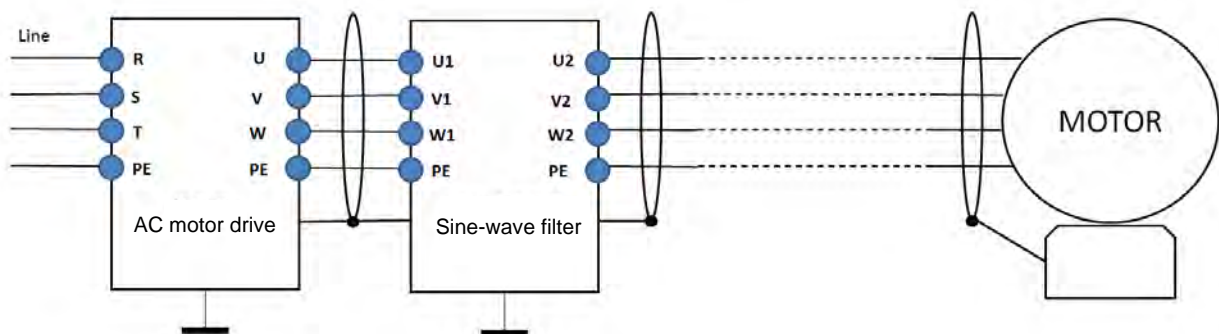 Line
R U U1 U2
S V V1 V2
T W W1 W2
PE PE PE PE
MOTOR
AC motor drive
Sine-wave filter